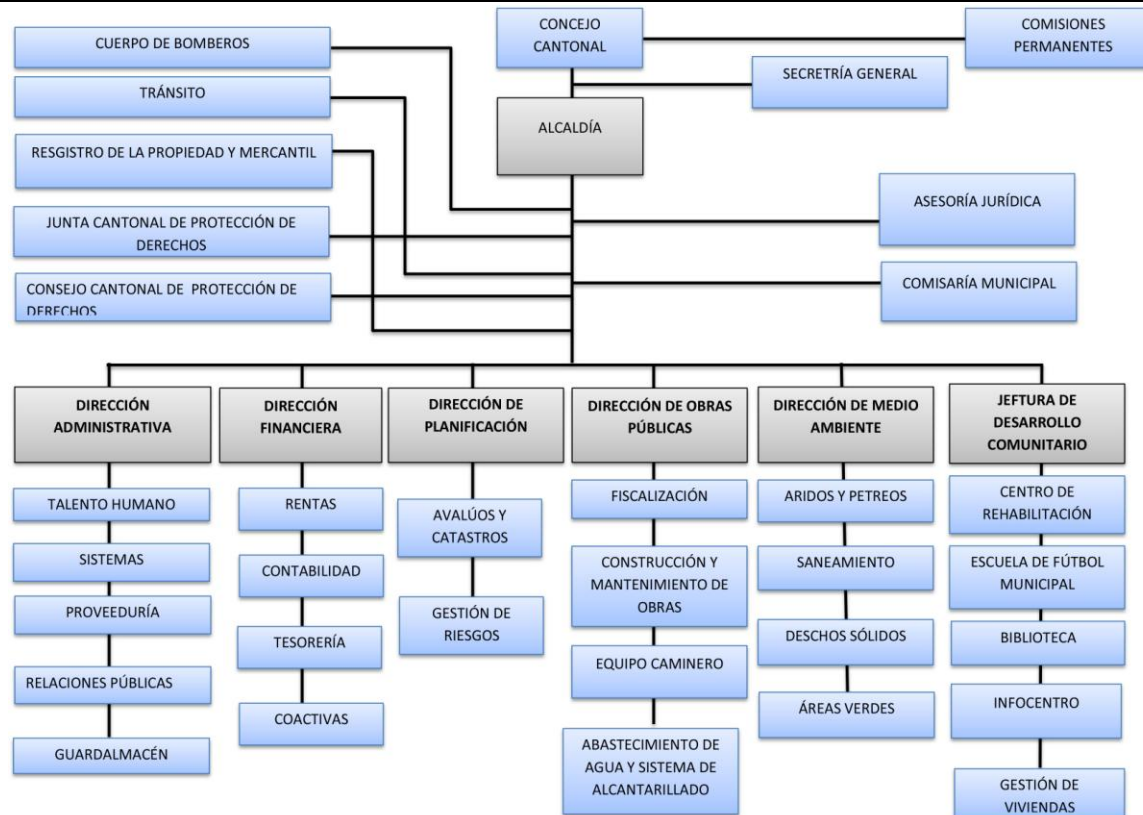 CUERPO DE BOMBEROS
CONCEJO
CANTONAL
COMISIONES
PERMANENTES
SECRETRÍA GENERAL
TRÁNSITO
ALCALDÍA
RESGISTRO DE LA PROPIEDAD Y MERCANTIL
JUNTA CANTONAL DE PROTECCIÓN DE
DERECHOS
ASESORÍA JURÍDICA
CONSEJO CANTONAL DE PROTECCIÓN DE
DERECHOS
COMISARÍA MUNICIPAL
DIRECCIÓN
ADMINISTRATIVA
TALENTO HUMANO
SISTEMAS
PROVEEDURÍA
RELACIONES PÚBLICAS
GUARDALMACÉN
DIRECCIÓN
FINANCIERA
RENTAS
CONTABILIDAD
TESORERÍA
COACTIVAS
DIRECCIÓN DE
PLANIFICACIÓN
AVALÚOS Y
CATASTROS
GESTIÓN DE
RIESGOS
DIRECCIÓN DE OBRAS
PÚBLICAS
FISCALIZACIÓN
CONSTRUCCIÓN Y
MANTENIMIENTO DE
OBRAS
EQUIPO CAMINERO
ABASTECIMIENTO DE
AGUA Y SISTEMA DE
ALCANTARILLADO
DIRECCIÓN DE MEDIO
AMBIENTE
ARIDOS Y PETREOS
SANEAMIENTO
DESCHOS SÓLIDOS
ÁREAS VERDES
JEFTURA DE
DESARROLLO
COMUNITARIO
CENTRO DE
REHABILITACIÓN
ESCUELA DE FÚTBOL
MUNICIPAL
BIBLIOTECA
INFOCENTRO
GESTIÓN DE
VIVIENDAS